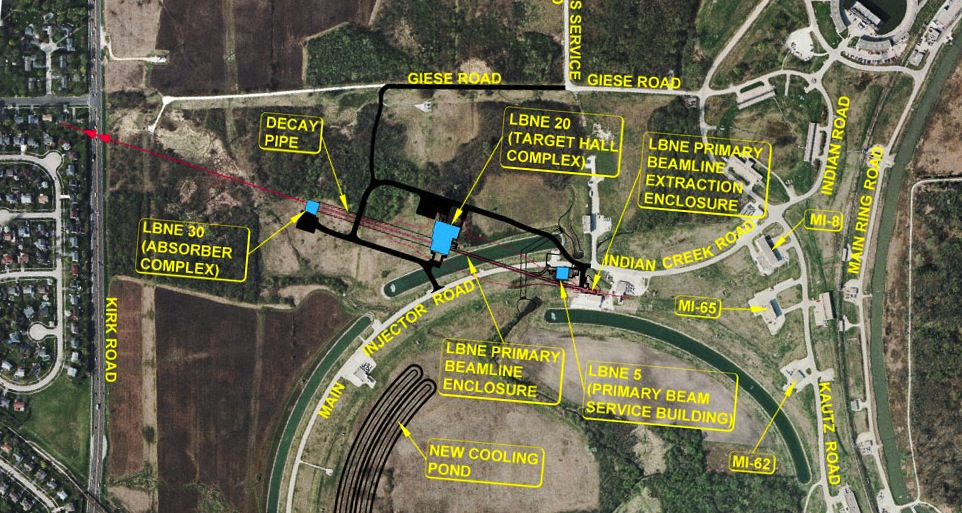 S SERVICE
GIESE ROAD
GIESE ROAD
DECAY
PIPE
LBNE 20
(TARGET HALL
COMPLEX)
LBNE PRIMARY
BEAMLINE
EXTRACTION
ENCLOSURE
INDIAN ROAD
MAIN RING ROAD
MI-8
LBNE 30
(ABSORBER
COMPLEX)
INDIAN CREEK ROAD
KIRK ROAD
MAIN INJECTOR ROAD
MI-65
LBNE PRIMARY
BEAMLINE
ENCLOSURE
LBNE 5
(PRIMARY BEAM
SERVICE BUILDING)
KAUTZ ROAD
NEW COOLING
POND
MI-62